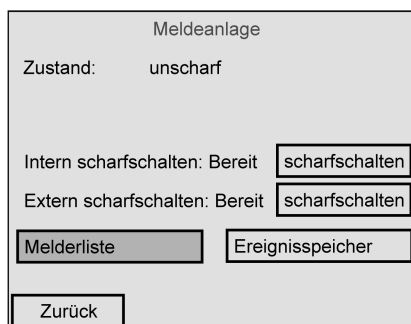 Meldeanlage
Zustand: unscharf
Intern scharfschalten: Bereit scharfschalten
Extern scharfschalten: Bereit scharfschalten
Melderliste Ereignisspeicher
Zurück